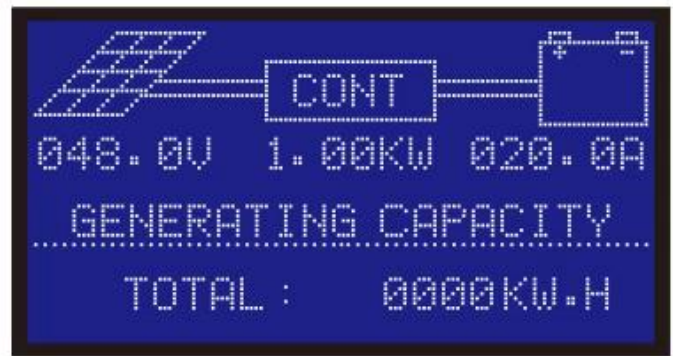 CONT
+ -
048.0V 1.00KW 020.0A
GENERATING CAPACITY
TOTAL: 0000KW.H